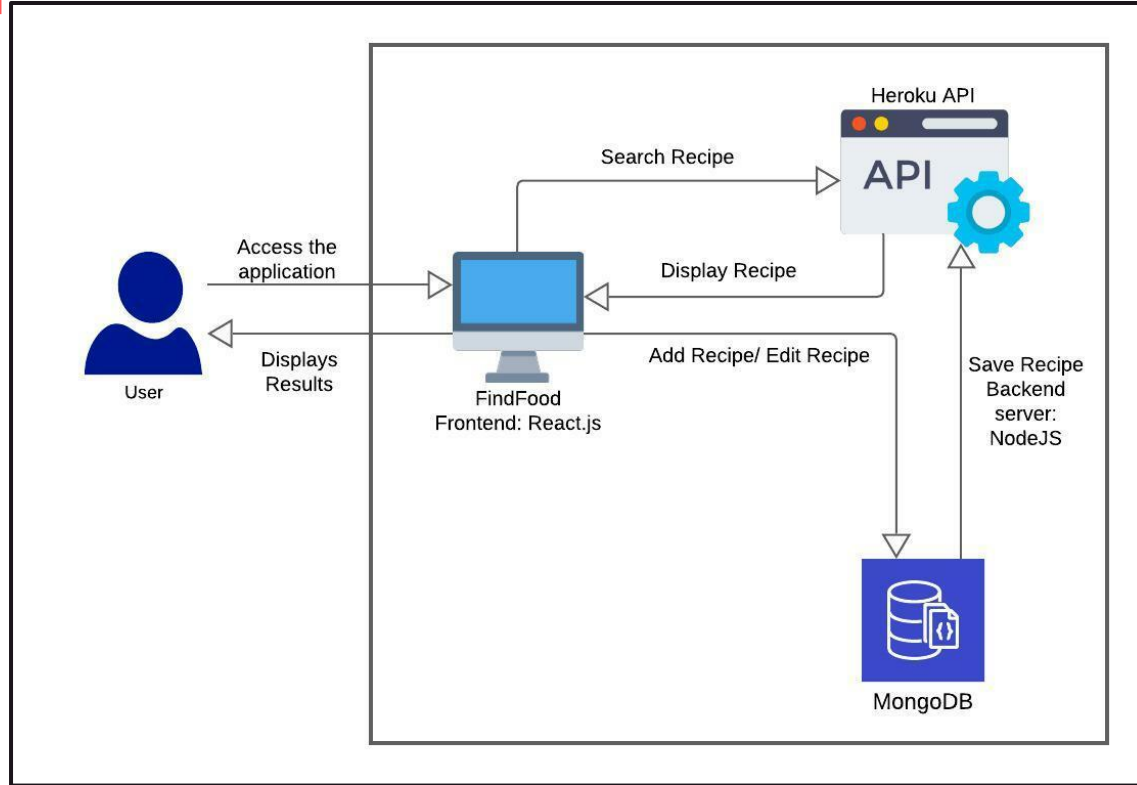 Heroku API
API
Search Recipe
Access the
application
Display Recipe
Displays
Results
User
FindFood
Frontend: React.js
Add Recipe/ Edit Recipe
Save Recipe
Backend
server:
NodeJS
{}
MongoDB